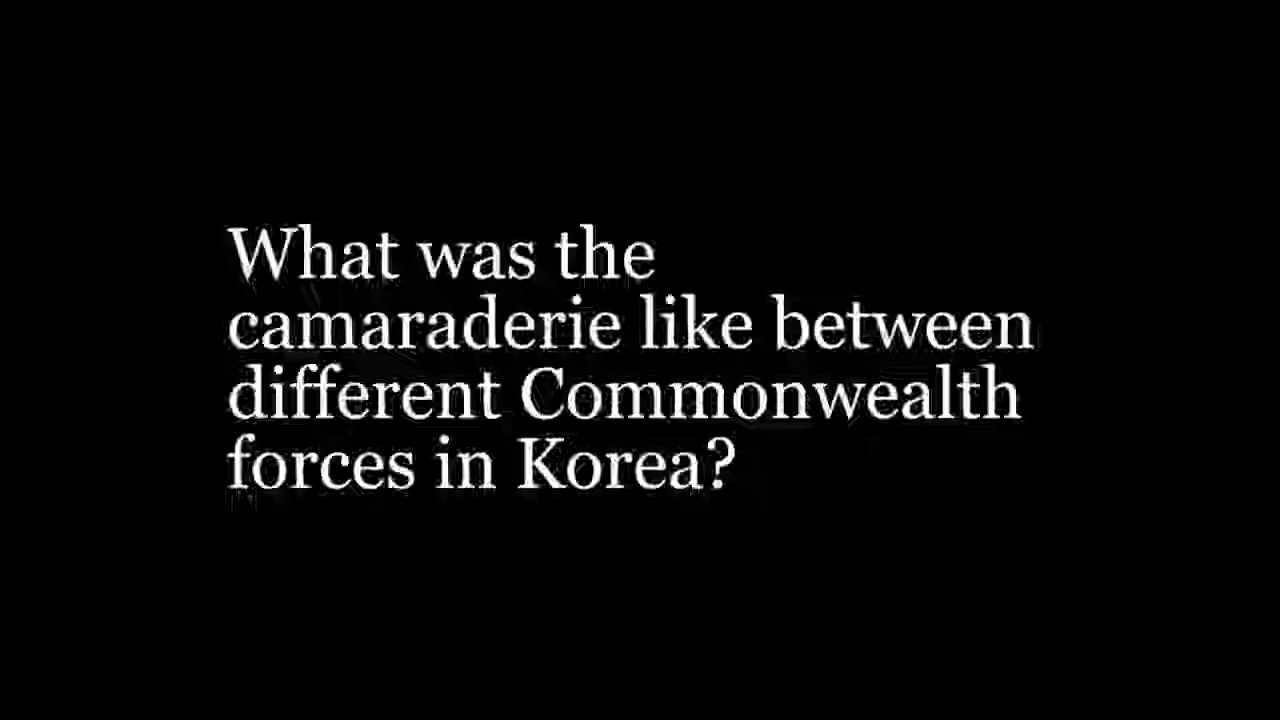 What was the
camaraderie like between
different Commonwealth
forces in Korea?